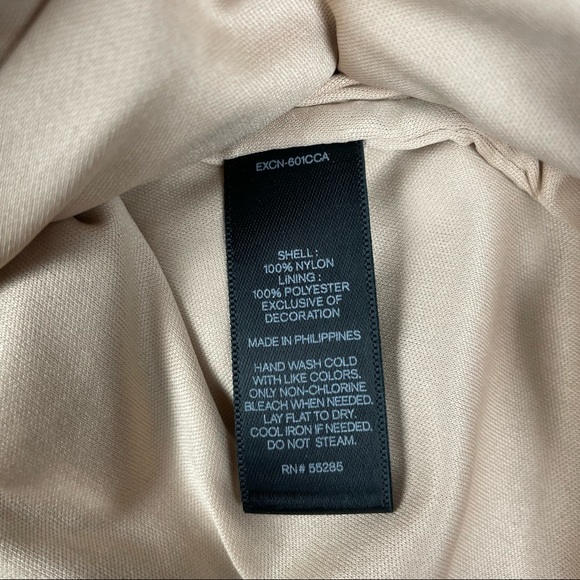 EXCN-601CCA
SHELL :
100% NYLON
LINING :
100% POLYESTER
EXCLUSIVE OF
DECORATION
MADE IN PHILIPPINES
HAND WASH COLD
WITH LIKE COLORS.
ONLY NON-CHLORINE
BLEACH WHEN NEEDED.
LAY FLAT TO DRY.
COOL IRON IF NEEDED.
DO NOT STEAM.
RN# 55285